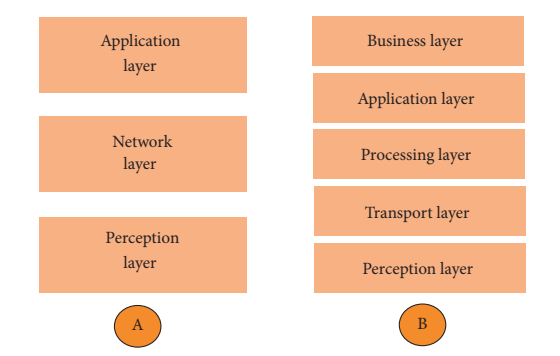 Application
layer
Network
layer
Perception
layer
A
Business layer
Application layer
Processing layer
Transport layer
Perception layer
B